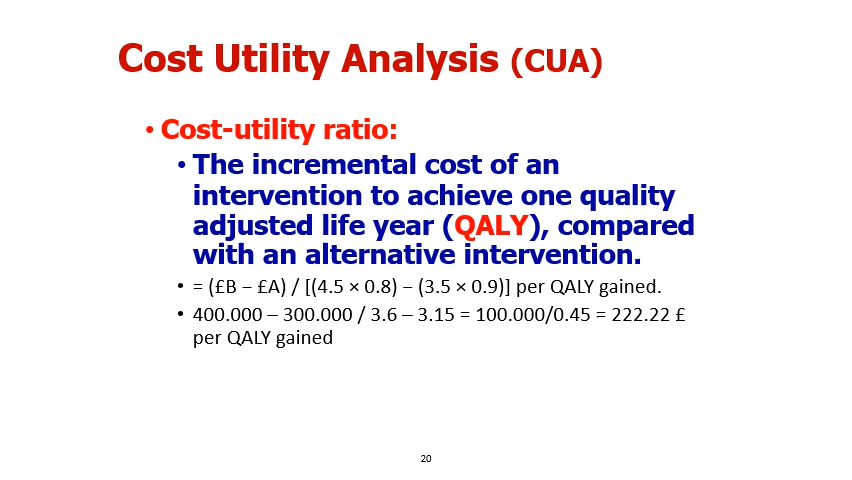 Cost Utility Analysis (CUA)
• Cost-utility ratio:
• The incremental cost of an
intervention to achieve one quality
adjusted life year (QALY), compared
with an alternative intervention.
• = (£B – £A) / [(4.5 × 0.8) – (3.5 × 0.9)] per QALY gained.
• 400.000 – 300.000 / 3.6 – 3.15 = 100.000/0.45 = 222.22 £
per QALY gained
20